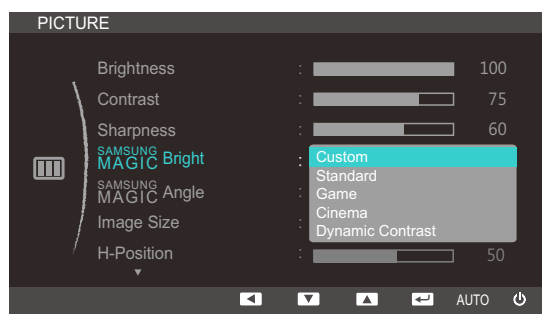 PICTURE
Brightness : 100
Contrast : 75
Sharpness : 60
SAMSUNG MAGIC Bright : Custom
Standard
SAMSUNG MAGIC Angle : Game
Cinema
Image Size : Dynamic Contrast
H-Position : 50
AUTO